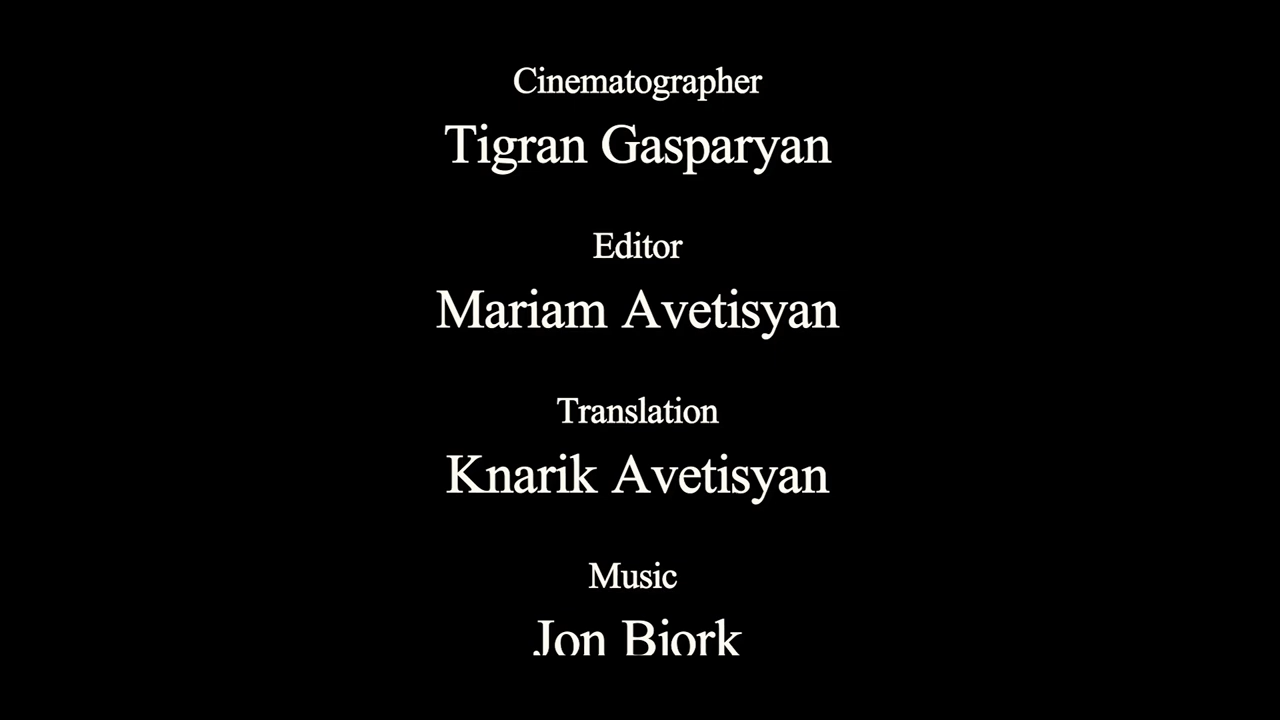 Cinematographer
Tigran Gasparyan
Editor
Mariam Avetisyan
Translation
Knarik Avetisyan
Music
Jon Bjork